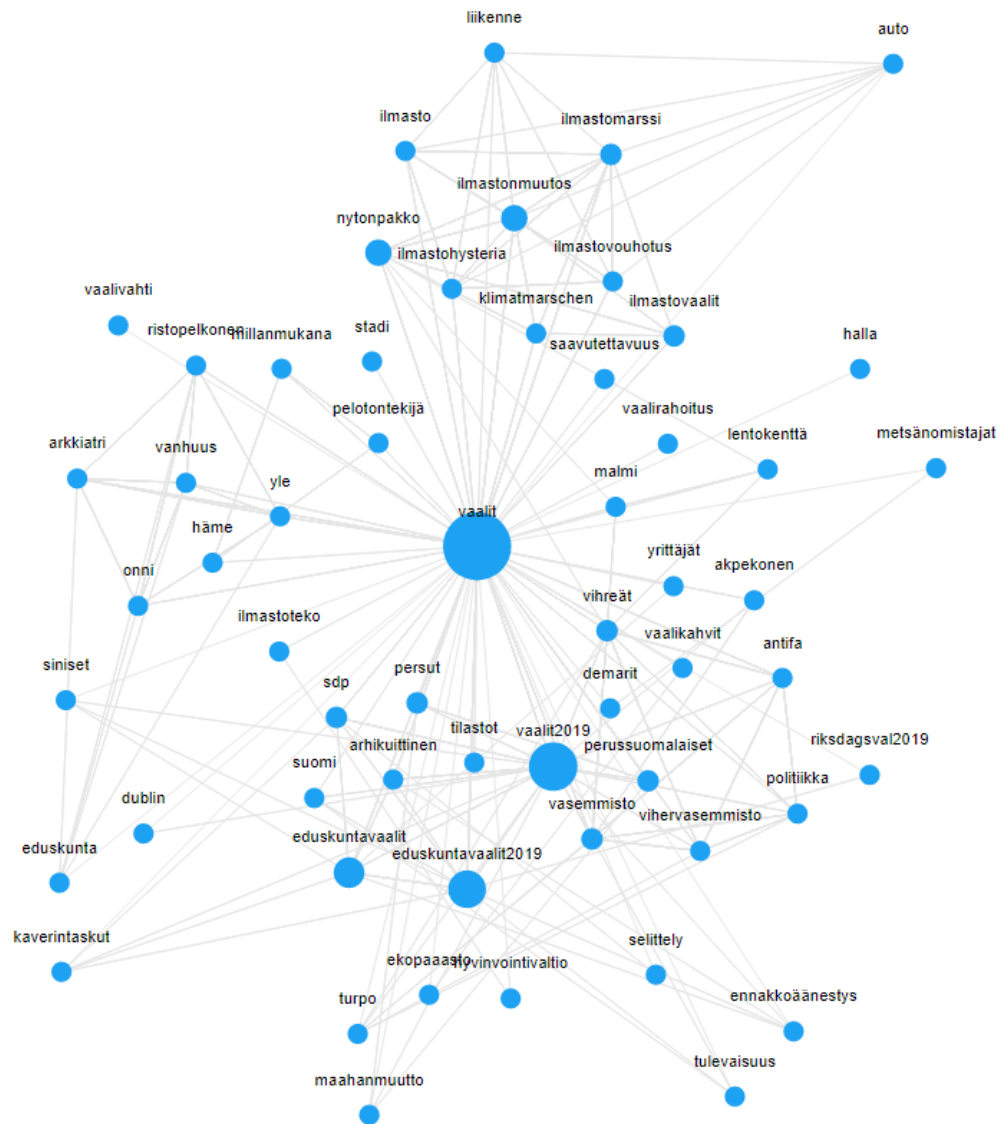 liikenne
auto
ilmasto
ilmastomarssi
ilmastonmuutos
nytonpakko
ilmastohysteria
ilmastovouhotus
klimatmarschen
ilmastovaalit
vaalivahti
ristopelkonen
millanmukana
stadi
saavutettavuus
halla
pelotontekijä
vaalirahoitus
lentokenttä
metsänomistajat
arkkiatri
vanhuus
yle
malmi
vaalit
häme
onni
yrittäjät
akpekonen
vihreät
ilmastoteko
vaalikahvit
antifa
siniset
sdp
persut
demarit
tilastot
vaalit2019
arhikuittinen
perussuomalaiset
riksdagsval2019
suomi
politiikka
dublin
vasemmisto
vihervasemmisto
eduskuntavaalit
eduskuntavaalit2019
eduskunta
kaverintaskut
selittely
ekopaaasto
hyvinvointivaltio
turpo
ennakkoäänestys
tulevaisuus
maahanmuutto